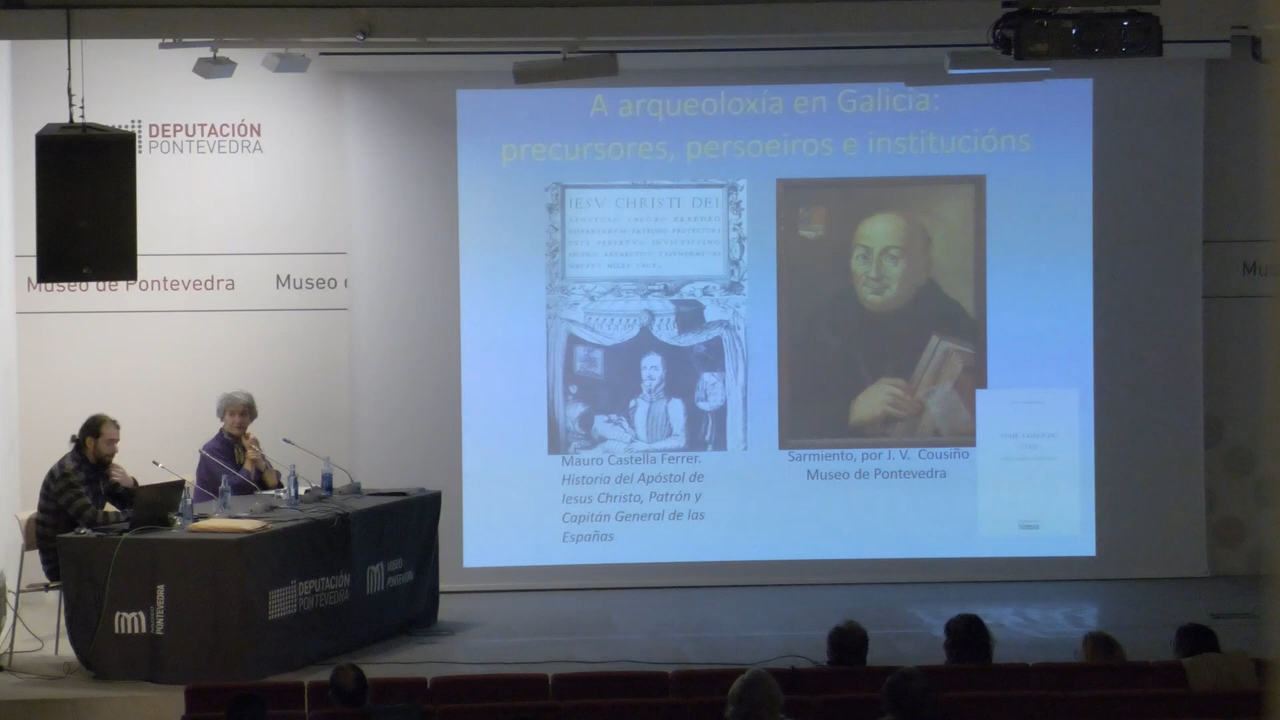 DEPUTACIÓN
PONTEVEDRA
Museo de Pontevedra
Museo
Mu
A arqueoloxía en Galicia:
precursores, persoeiros e institucións
IESV CHRISTI DEI
Mauro Castella Ferrer.
Historia del Apóstol de
Iesus Christo, Patrón y
Capitán General de las
Españas
Sarmiento, por J. V. Cousiño
Museo de Pontevedra
MUSEO
PONTEVEDRA
DEPUTACIÓN
PONTEVEDRA
MUSEO
PONTEVEDRA